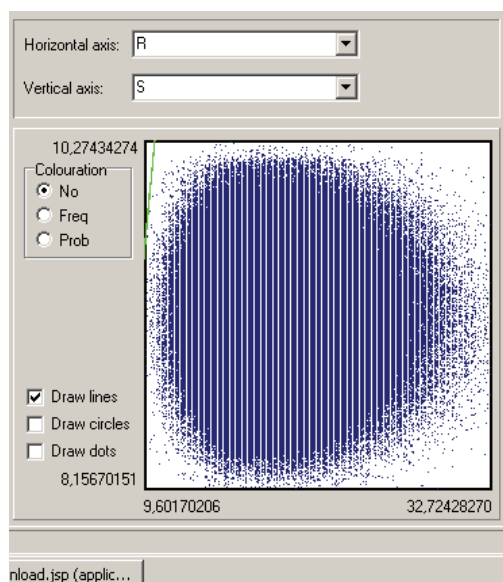 Horizontal axis: R
Vertical axis: S
10,27434274
Colouration
No
Freq
Prob
Draw lines
Draw circles
Draw dots
8,15670151
9,60170206 32,72428270
nload.jsp (applic...